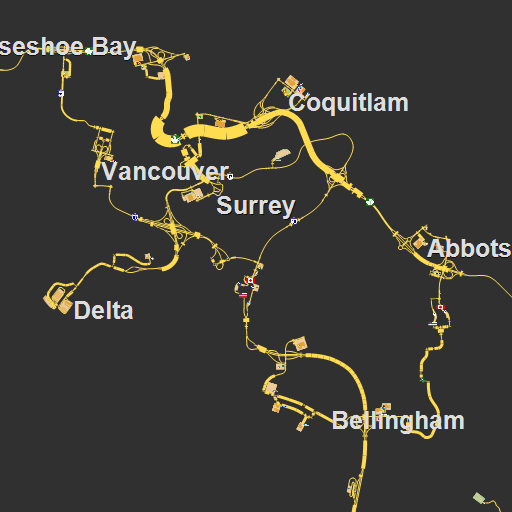 seshoe Bay
Coquitlam
Vancouver
Surrey
Abbots
Delta
Bellingham